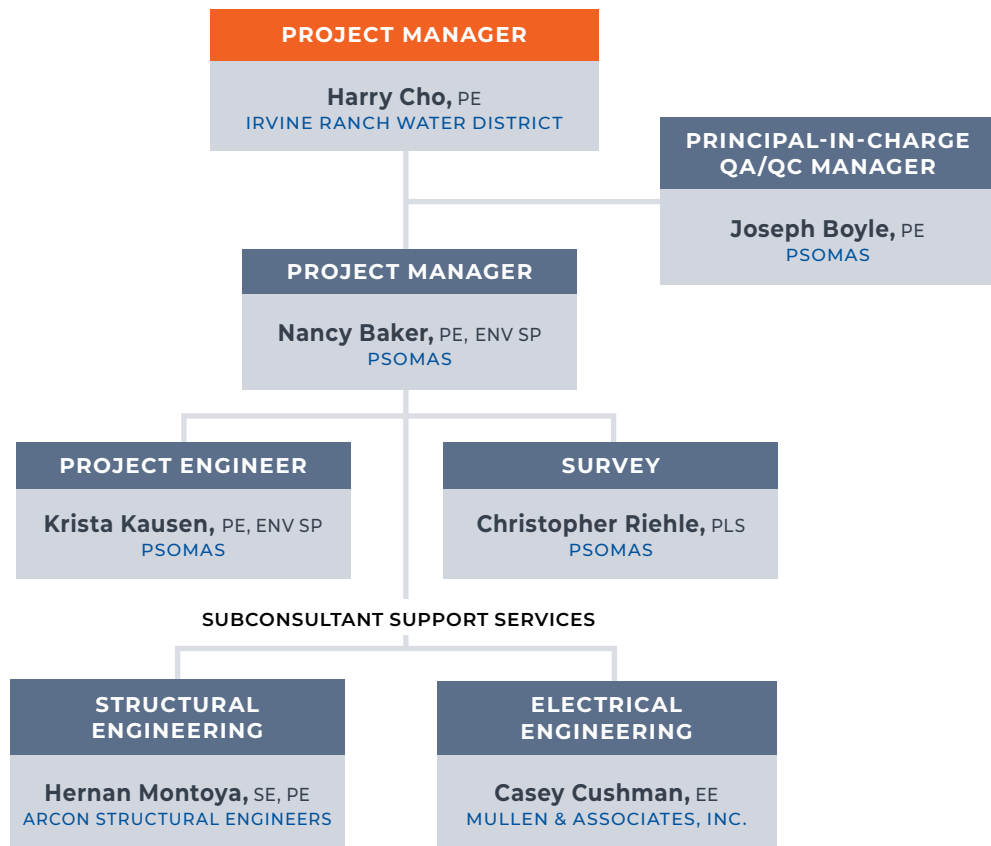 PROJECT MANAGER
Harry Cho, PE
IRVINE RANCH WATER DISTRICT
PRINCIPAL-IN-CHARGE
QA/QC MANAGER
Joseph Boyle, PE
PSOMAS
PROJECT MANAGER
Nancy Baker, PE, ENV SP
PSOMAS
PROJECT ENGINEER
Krista Kausen, PE, ENV SP
PSOMAS
SURVEY
Christopher Riehle, PLS
PSOMAS
SUBCONSULTANT SUPPORT SERVICES
STRUCTURAL
ENGINEERING
Hernan Montoya, SE, PE
ARCON STRUCTURAL ENGINEERS
ELECTRICAL
ENGINEERING
Casey Cushman, EE
MULLEN & ASSOCIATES, INC.